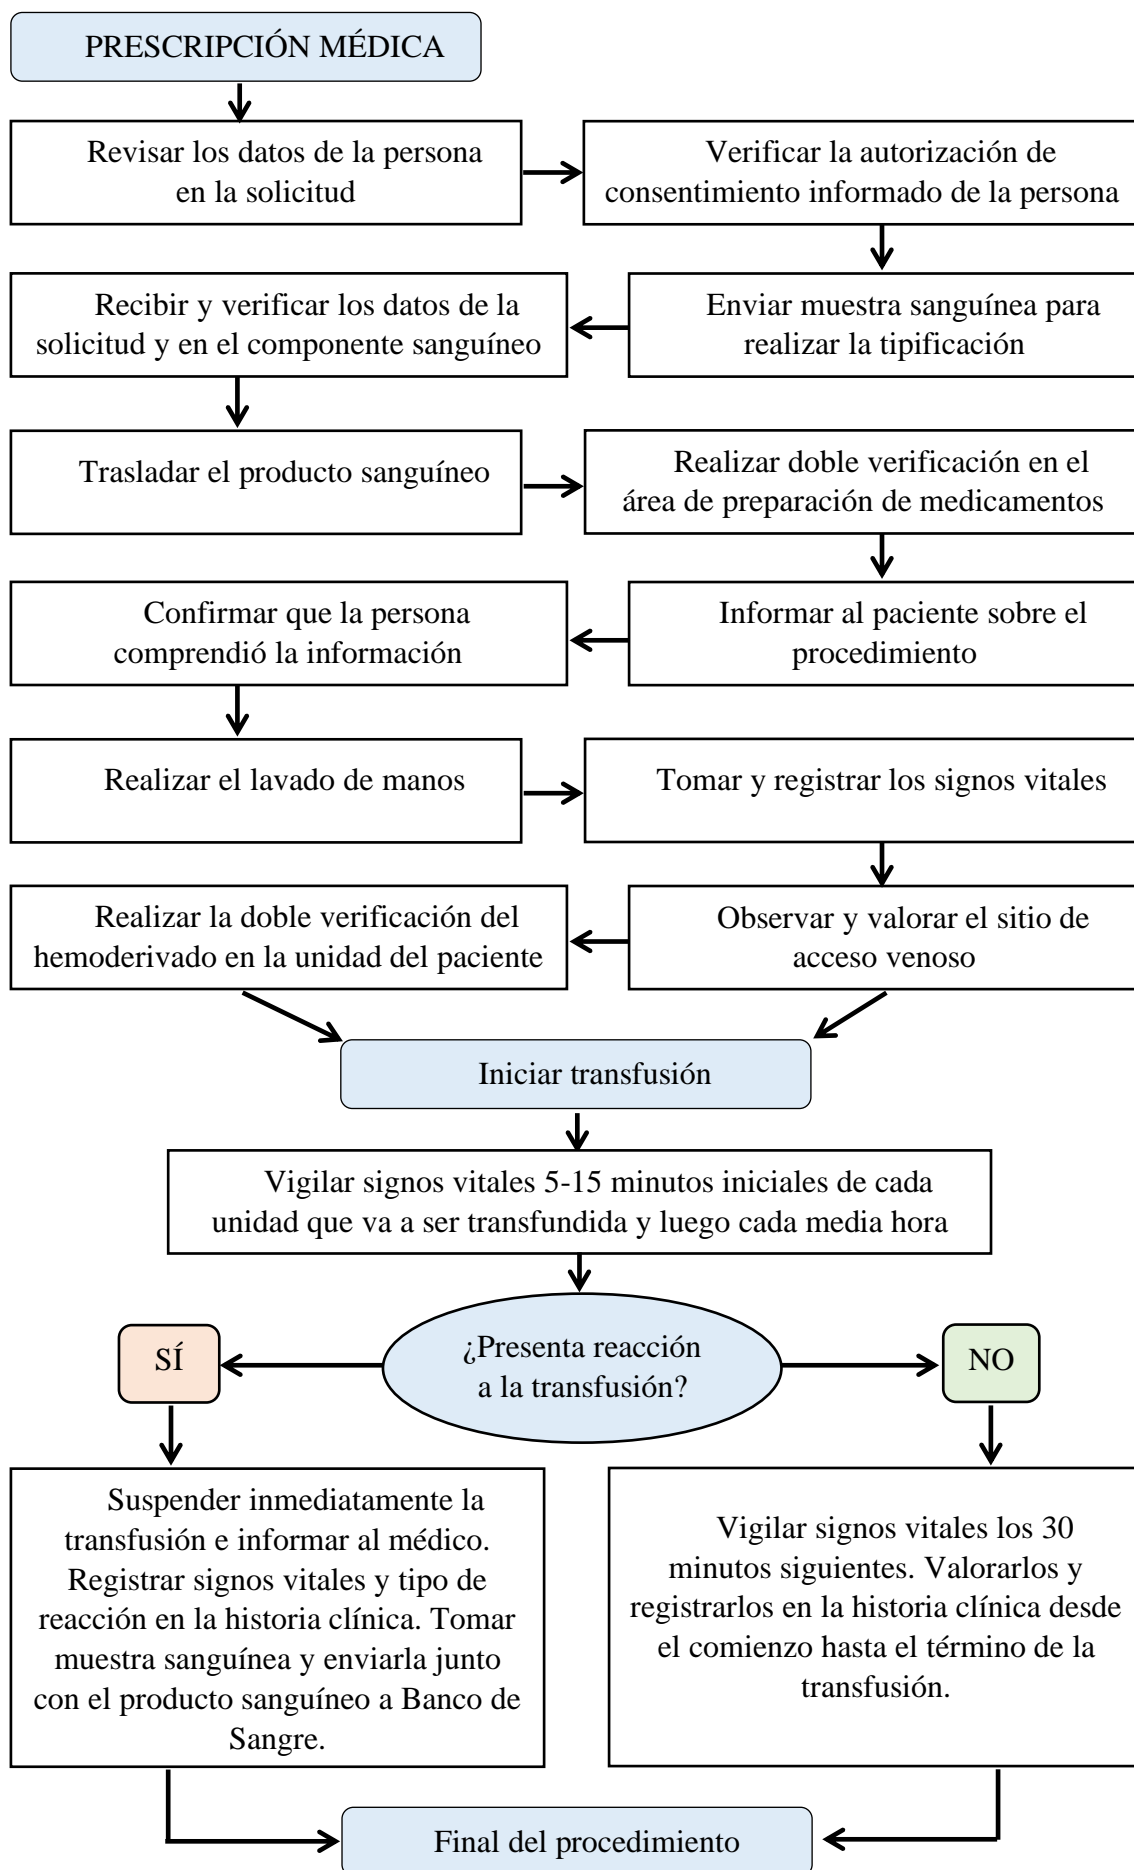 PRESCRIPCIÓN MÉDICA
Revisar los datos de la persona
en la solicitud
Verificar la autorización de
consentimiento informado de la persona
Enviar muestra sanguínea para
realizar la tipificación
Recibir y verificar los datos de la
solicitud y en el componente sanguíneo
Trasladar el producto sanguíneo
Realizar doble verificación en el
área de preparación de medicamentos
Informar al paciente sobre el
procedimiento
Confirmar que la persona
comprendió la información
Realizar el lavado de manos
Tomar y registrar los signos vitales
Observar y valorar el sitio de
acceso venoso
Realizar la doble verificación del
hemoderivado en la unidad del paciente
Iniciar transfusión
Vigilar signos vitales 5-15 minutos iniciales de cada
unidad que va a ser transfundida y luego cada media hora
¿Presenta reacción
a la transfusión?
SÍ
NO
Suspender inmediatamente la
transfusión e informar al médico.
Registrar signos vitales y tipo de
reacción en la historia clínica. Tomar
muestra sanguínea y enviarla junto
con el producto sanguíneo a Banco de
Sangre.
Vigilar signos vitales los 30
minutos siguientes. Valorarlos y
registrarlos en la historia clínica desde
el comienzo hasta el término de la
transfusión.
Final del procedimiento